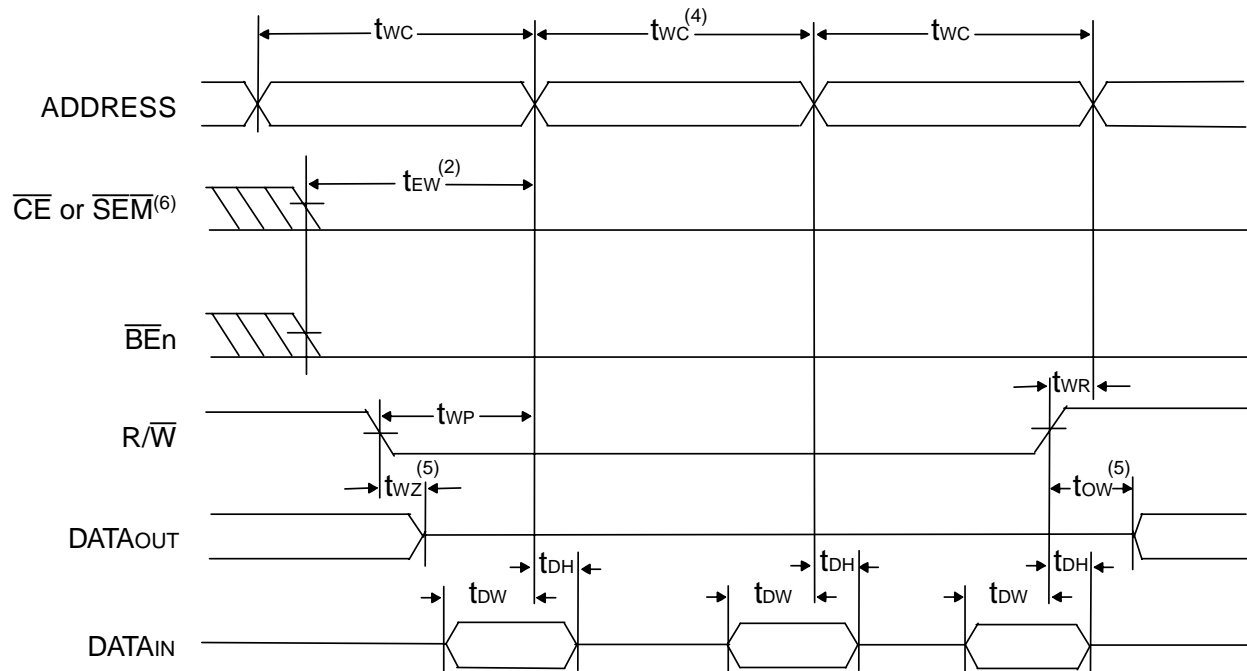 tWC tWC(4) tWC
ADDRESS
tEW(2)
CE or SEM(6)
BEn
tWR
tWP
R/W
tWZ(5) tOW(5)
DATAOUT
tDH tDH tDH
tDW tDW tDW
DATAIN